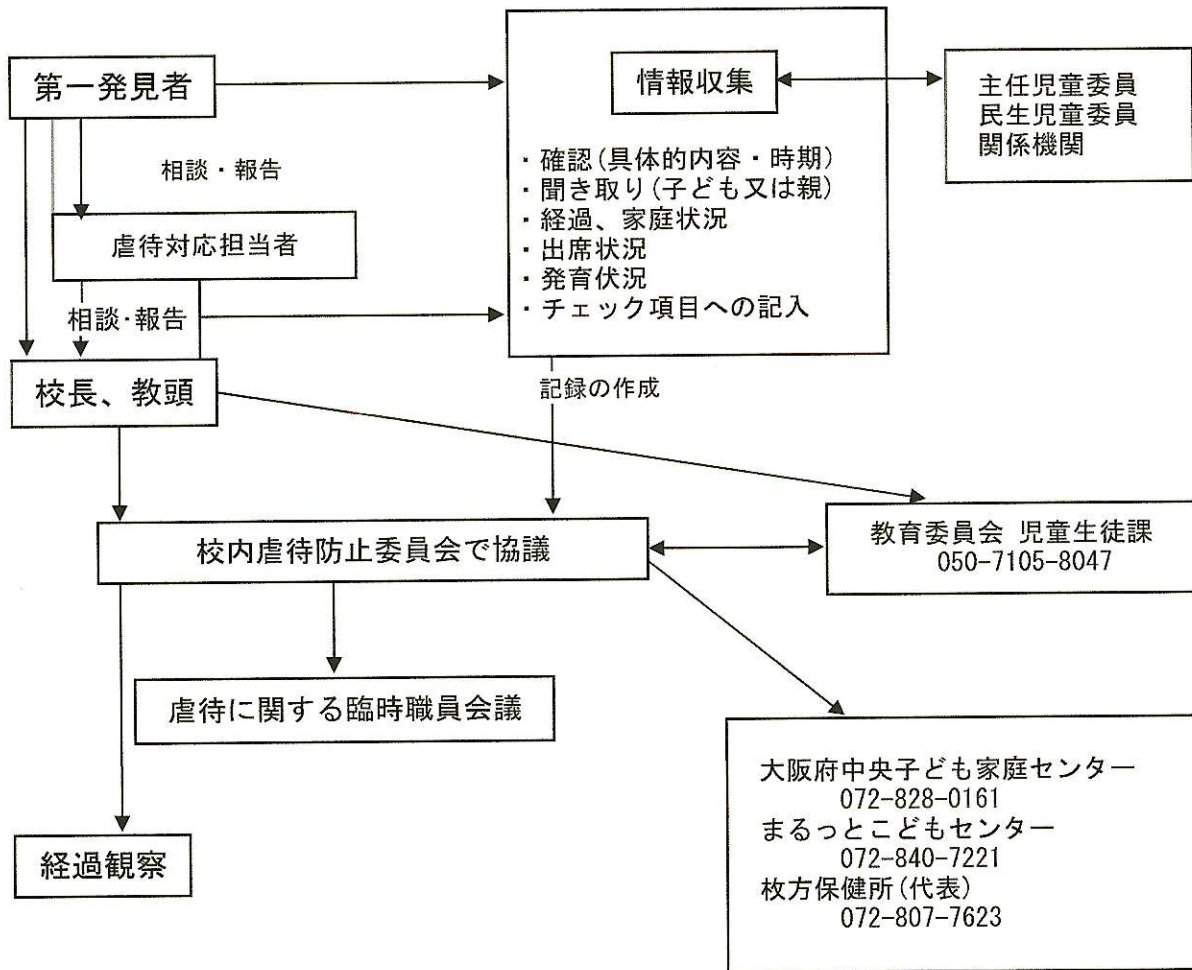 第一発見者
情報収集
主任児童委員
民生児童委員
関係機関
相談・報告
・確認(具体的内容・時期)
・聞き取り(子ども又は親)
・経過、家庭状況
・出席状況
・発育伏況
・チェック項目への記入
虐待対応担当者
相談・報告
校長、教頭
記録の作成
校内虐待防止委員会で協議
教育委員会 児童生徒課
050-7105-8047
虐待に関する臨時職員会議
大阪府中央子ども家庭センター
072-828-0161
まるっとこどもセンター
072-840-7221
枚方保健所(代表)
072-807-7623
経過観察